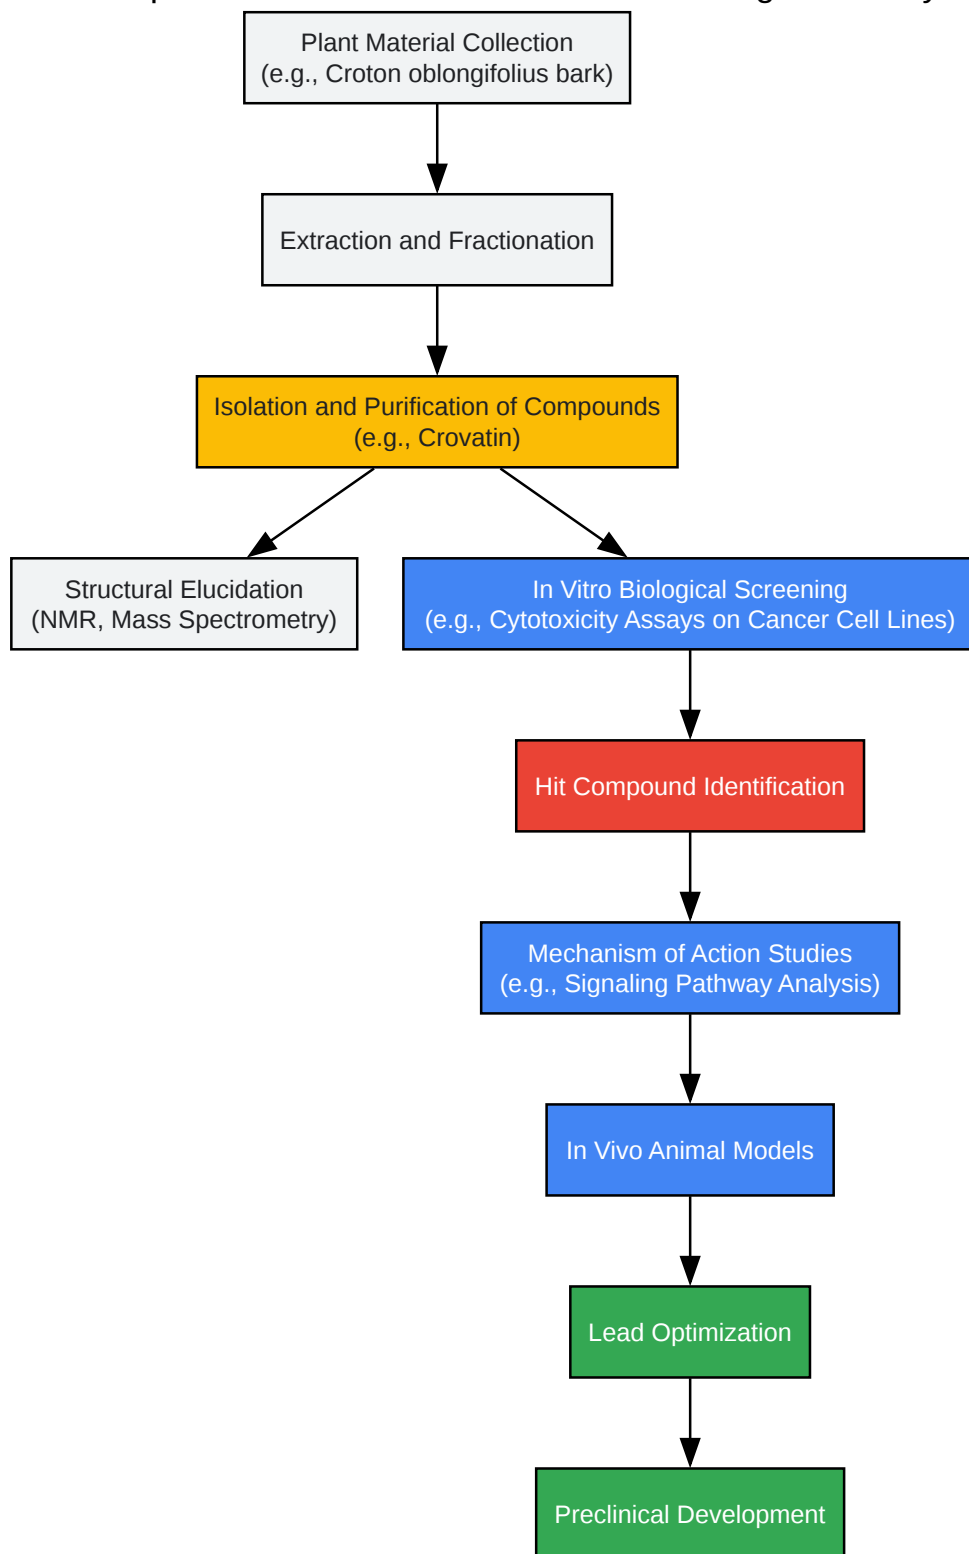 Plant Material Collection
(e.g., Croton oblongifolius bark)
Extraction and Fractionation
Isolation and Purification of Compounds
(e.g., Crovatin)
Structural Elucidation
(NMR, Mass Spectrometry)
In Vitro Biological Screening
(e.g., Cytotoxicity Assays on Cancer Cell Lines)
Hit Compound Identification
Mechanism of Action Studies
(e.g., Signaling Pathway Analysis)
In Vivo Animal Models
Lead Optimization
Preclinical Development